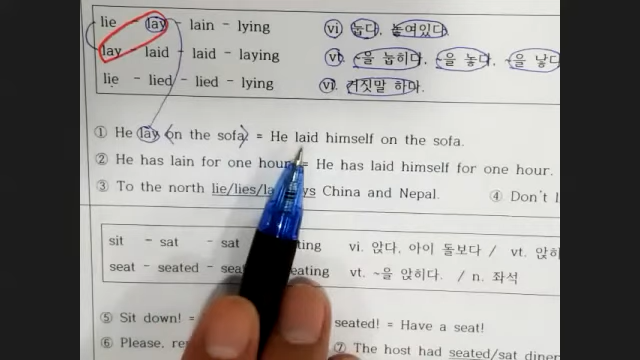 lie - lay - lain - lying vi 눕다, 놓여있다
lay - laid - laid - laying vt. ~을 눕히다. ~을 놓다, ~을 낳다
lie - lied - lied - lying vi. 거짓말 하다.
① He lay (on the sofa) = He laid himself on the sofa.
② He has lain for one hour. = He has laid himself for one hour.
③ To the north lie/lies/la ys China and Nepal. ④ Don't l
sit - sat - sat ting vi. 앉다, 아이 돌보다 / vt. 앉히
seat - seated - sea eating vt. ~을 앉히다. / n. 좌석
⑤ Sit down! = seated! = Have a seat!
⑥ Please, re ⑦ The host had seated/sat diner